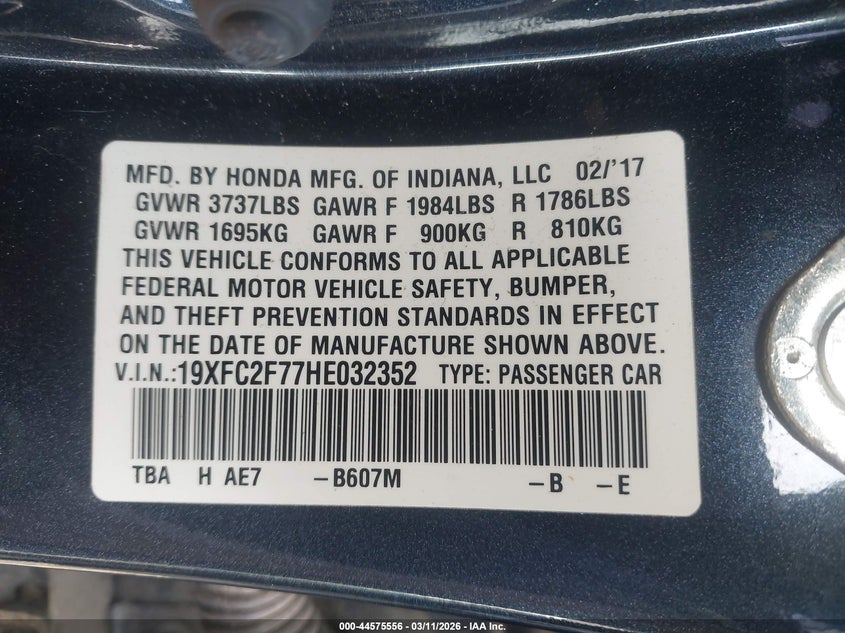 MFD. BY HONDA MFG. OF INDIANA, LLC 02/'17
GVWR 3737LBS GAWR F 1984LBS R 1786LBS
GVWR 1695KG GAWR F 900KG R 810KG
THIS VEHICLE CONFORMS TO ALL APPLICABLE
FEDERAL MOTOR VEHICLE SAFETY, BUMPER,
AND THEFT PREVENTION STANDARDS IN EFFECT
ON THE DATE OF MANUFACTURE SHOWN ABOVE.
V.I.N.:19XFC2F77HE032352 TYPE: PASSENGER CAR
TBA H AE7 -B607M -B -E
000-44575556 - 03/11/2026 - IAA Inc.